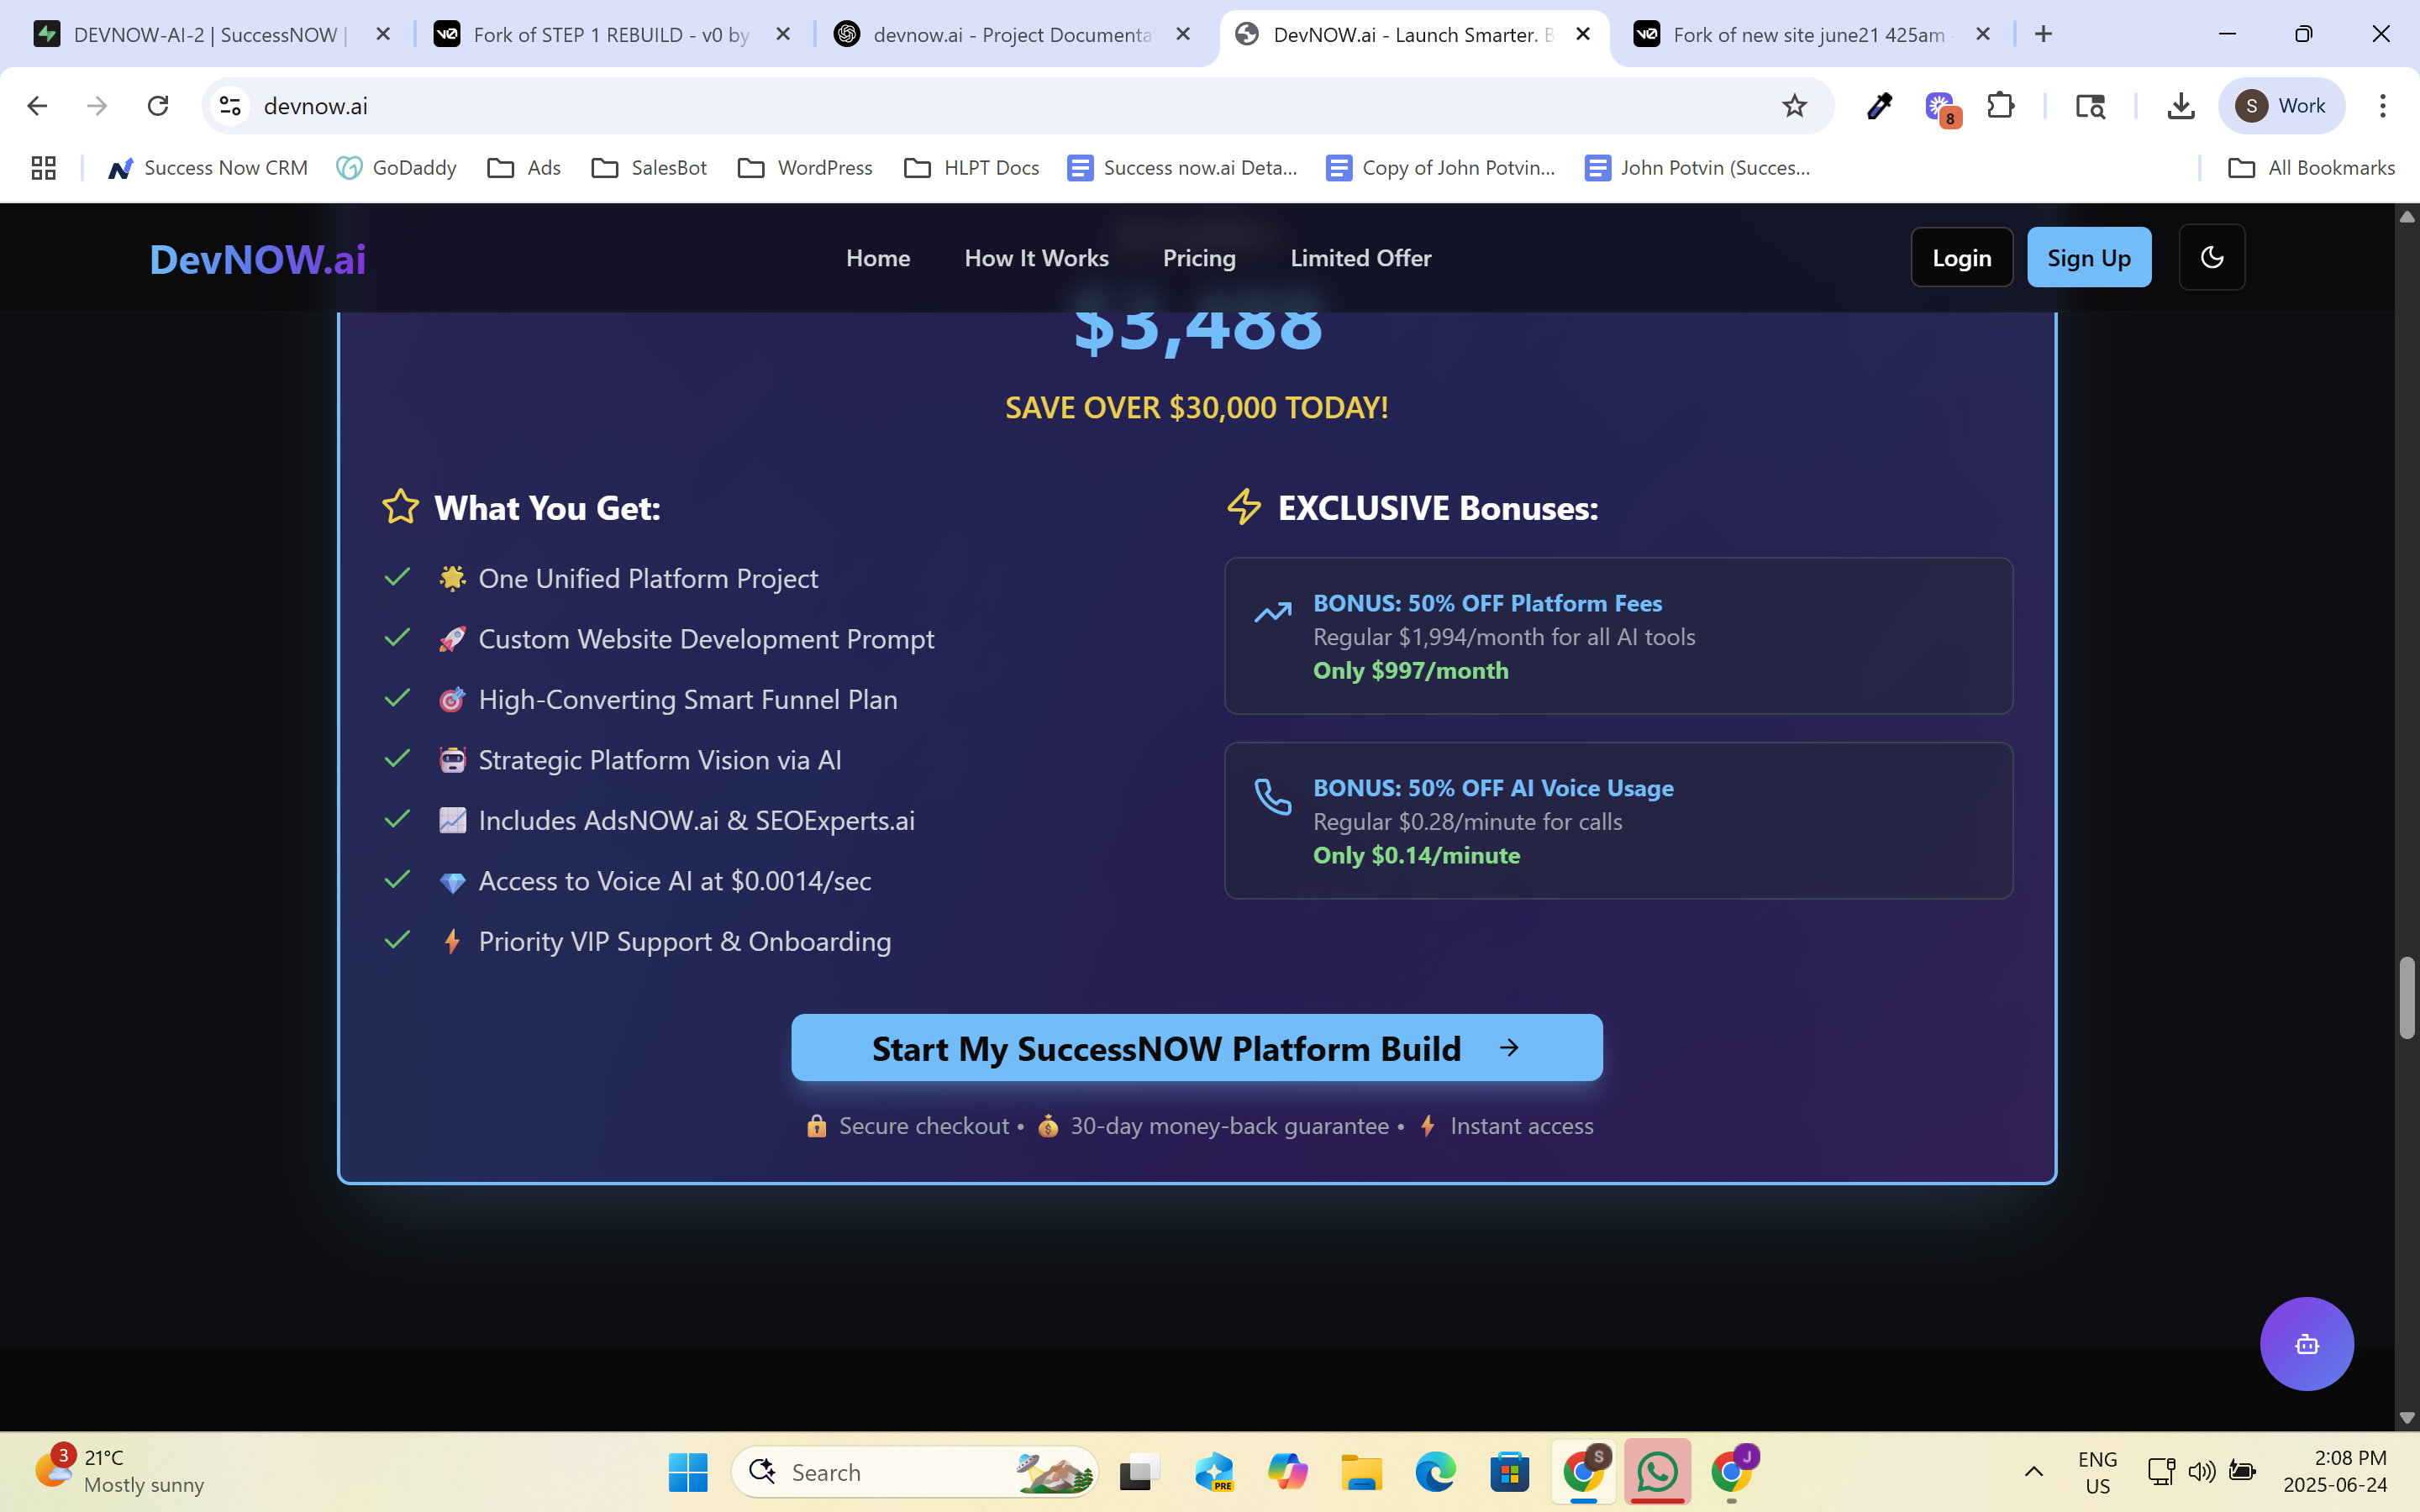 DEVNOW-AI-2 | SuccessNOW |
Fork of STEP 1 REBUILD - v0 by
devnow.ai - Project Documenta
DevNOW.ai - Launch Smarter. B
Fork of new site june21 425am -
devnow.ai
8
S
Work
Success Now CRM
GoDaddy
Ads
SalesBot
WordPress
HLPT Docs
Success now.ai Deta...
Copy of John Potvin...
John Potvin (Succes...
All Bookmarks
DevNOW.ai
Home
How It Works
Pricing
Limited Offer
Login
Sign Up
$3,488
SAVE OVER $30,000 TODAY!
What You Get:
🌟 One Unified Platform Project
🚀 Custom Website Development Prompt
🎯 High-Converting Smart Funnel Plan
🤖 Strategic Platform Vision via AI
📈 Includes AdsNOW.ai & SEOExperts.ai
💎 Access to Voice AI at $0.0014/sec
⚡ Priority VIP Support & Onboarding
EXCLUSIVE Bonuses:
BONUS: 50% OFF Platform Fees
Regular $1,994/month for all AI tools
Only $997/month
BONUS: 50% OFF AI Voice Usage
Regular $0.28/minute for calls
Only $0.14/minute
Start My SuccessNOW Platform Build →
🔒 Secure checkout • 💰 30-day money-back guarantee • ⚡ Instant access
3
21°C
Mostly sunny
Search
PRE
S
J
ENG
US
2:08 PM
2025-06-24